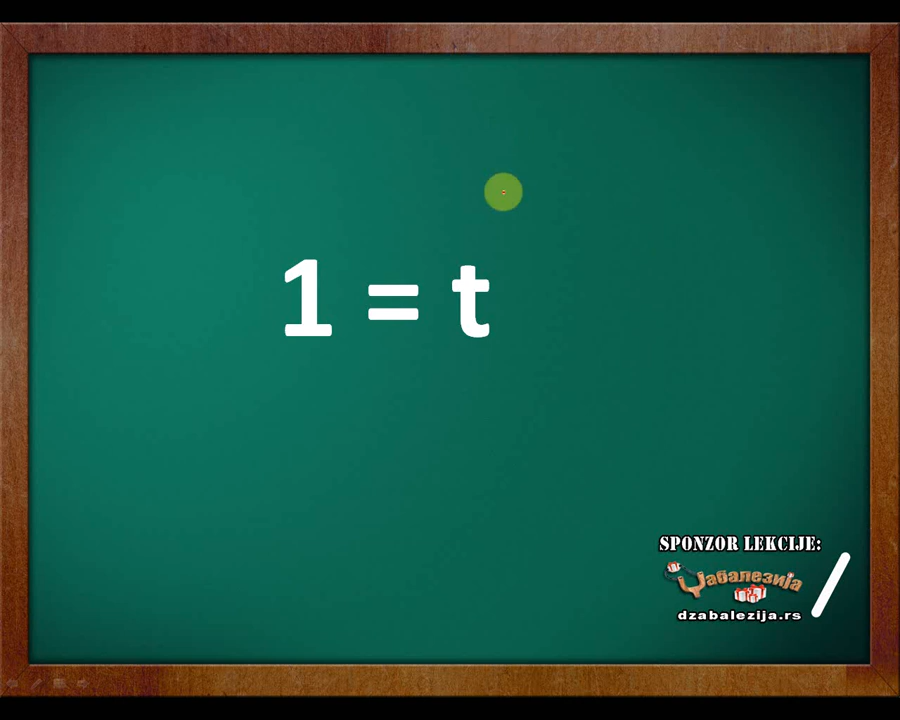 1 = t
SPONZOR LEKCIJE:
Џабалезија
dzabalezija.rs